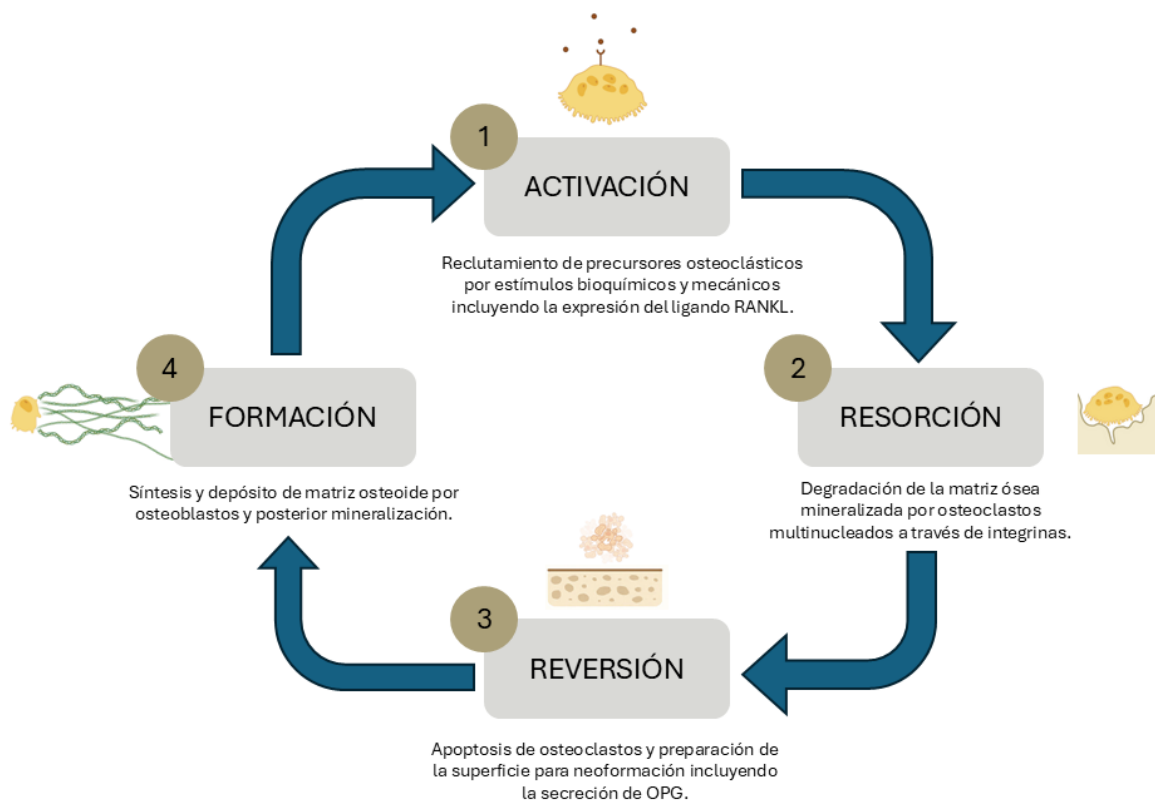 1
ACTIVACIÓN
Reclutamiento de precursores osteoclásticos
por estímulos bioquímicos y mecánicos
incluyendo la expresión del ligando RANKL.
2
RESORCIÓN
Degradación de la matriz ósea
mineralizada por osteoclastos
multinucleados a través de integrinas.
3
REVERSIÓN
Apoptosis de osteoclastos y preparación de
la superficie para neoformación incluyendo
la secreción de OPG.
4
FORMACIÓN
Síntesis y depósito de matriz osteoide por
osteoblastos y posterior mineralización.